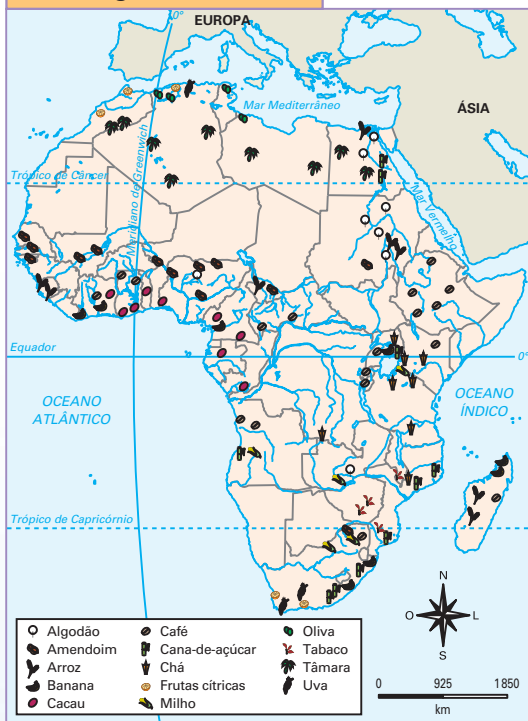 EUROPA
0°
Mar Mediterrâneo
ÁSIA
Trópico de Câncer
Meridiano de Greenwich
Mar Vermelho
Equador
0°
OCEANO
ATLÂNTICO
OCEANO
ÍNDICO
Trópico de Capricórnio
N
O
L
S
Algodão
Amendoim
Arroz
Banana
Cacau
Café
Cana-de-açúcar
Chá
Frutas cítricas
Milho
Oliva
Tabaco
Tâmara
Uva
0 925 1 850
km